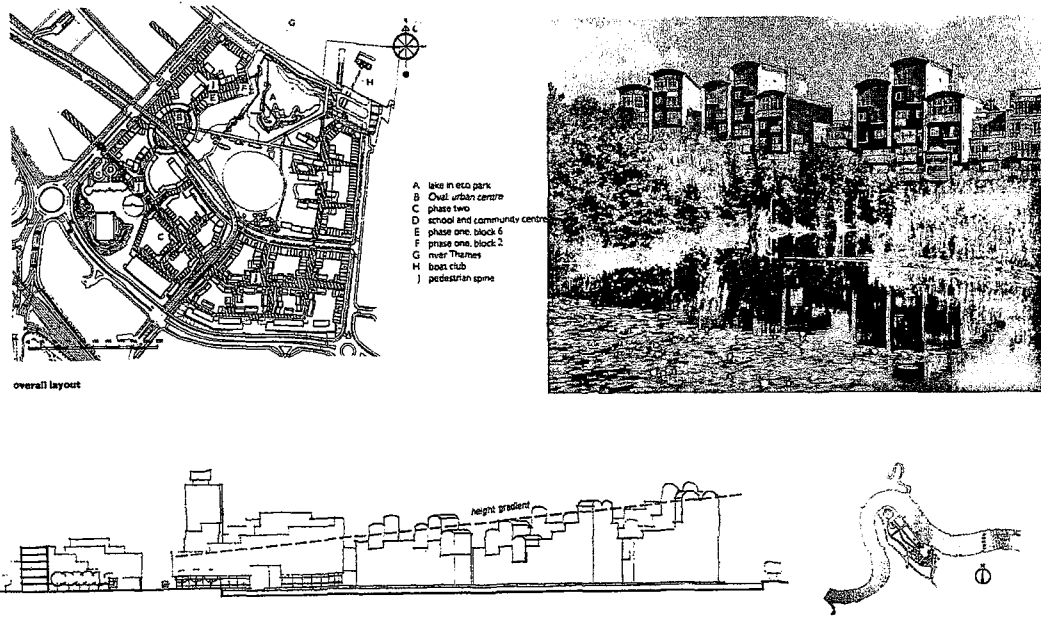 G
H
A
C
A lake in eco park
B Oval urban centre
C phase two
D school and community centre
E phase one, block 6
F phase one, block 2
G river Thames
H boat club
J pedestrian spine
overall layout
height gradient